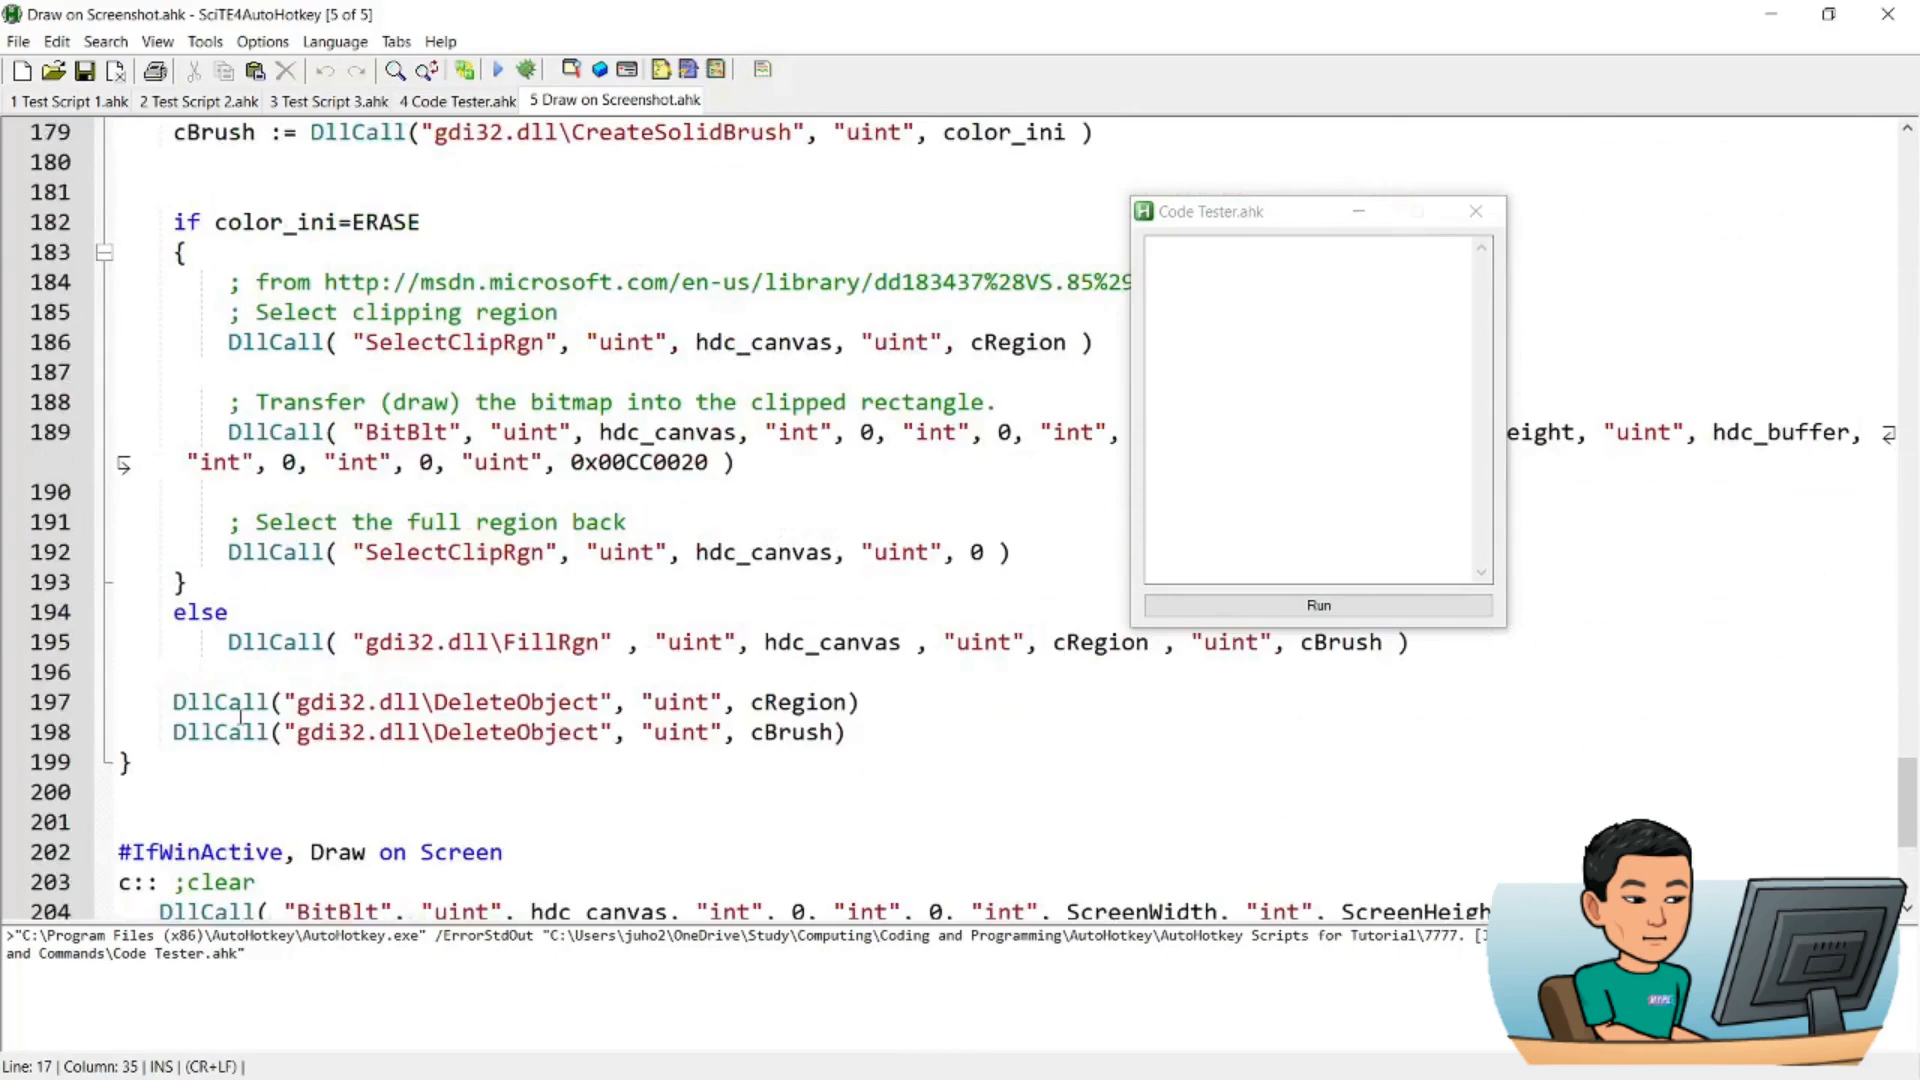 Draw on Screenshot.ahk - SciTE4AutoHotkey [5 of 5]
File Edit Search View Tools Options Language Tabs Help
1 Test Script 1.ahk 2 Test Script 2.ahk 3 Test Script 3.ahk 4 Code Tester.ahk 5 Draw on Screenshot.ahk
179 cBrush := DllCall("gdi32.dll\CreateSolidBrush", "uint", color_ini )
180
181
182 if color_ini=ERASE
183 {
184 ; from http://msdn.microsoft.com/en-us/library/dd183437%28VS.85%29
185 ; Select clipping region
186 DllCall( "SelectClipRgn", "uint", hdc_canvas, "uint", cRegion )
187
188 ; Transfer (draw) the bitmap into the clipped rectangle.
189 DllCall( "BitBlt", "uint", hdc_canvas, "int", 0, "int", 0, "int", eight, "uint", hdc_buffer,
"int", 0, "int", 0, "uint", 0x00CC0020 )
190
191 ; Select the full region back
192 DllCall( "SelectClipRgn", "uint", hdc_canvas, "uint", 0 )
193 }
194 else
195 DllCall( "gdi32.dll\FillRgn" , "uint", hdc_canvas , "uint", cRegion , "uint", cBrush )
196
197 DllCall("gdi32.dll\DeleteObject", "uint", cRegion)
198 DllCall("gdi32.dll\DeleteObject", "uint", cBrush)
199 }
200
201
202 #IfWinActive, Draw on Screen
203 c:: ;clear
204 DllCall( "BitBlt", "uint", hdc_canvas, "int", 0, "int", 0, "int", ScreenWidth, "int", ScreenHeigh
Code Tester.ahk
Run
>"C:\Program Files (x86)\AutoHotkey\AutoHotkey.exe" /ErrorStdOut "C:\Users\juho2\OneDrive\Study\Computing\Coding and Programming\AutoHotkey\AutoHotkey Scripts for Tutorial\7777. [
and Commands\Code Tester.ahk"
Line: 17 | Column: 35 | INS | (CR+LF) |